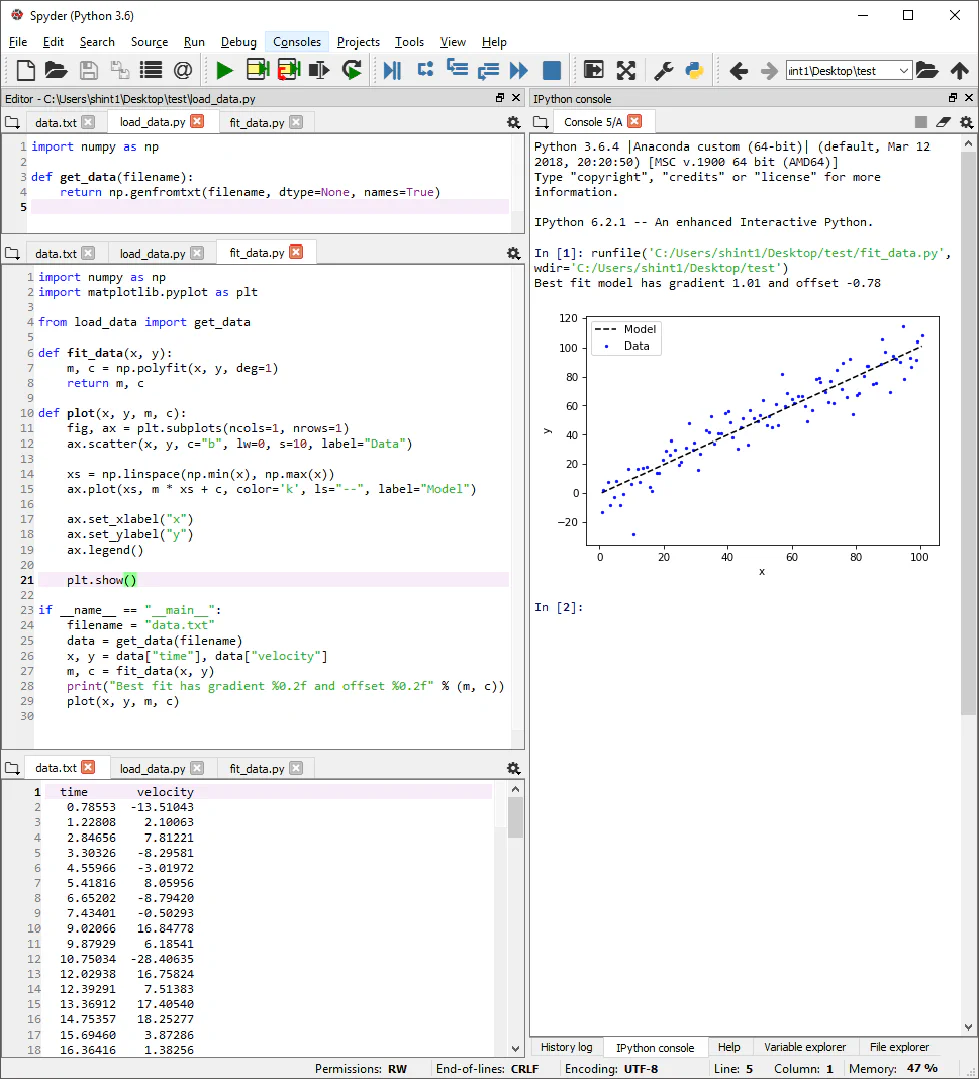 Spyder (Python 3.6)
File Edit Search Source Run Debug Consoles Projects Tools View Help
int1\Desktop\test
Editor - C:\Users\shint1\Desktop\test\load_data.py
data.txt load_data.py fit_data.py
1 import numpy as np
2
3 def get_data(filename):
4     return np.genfromtxt(filename, dtype=None, names=True)
5
data.txt load_data.py fit_data.py
1 import numpy as np
2 import matplotlib.pyplot as plt
3
4 from load_data import get_data
5
6 def fit_data(x, y):
7     m, c = np.polyfit(x, y, deg=1)
8     return m, c
9
10 def plot(x, y, m, c):
11     fig, ax = plt.subplots(ncols=1, nrows=1)
12     ax.scatter(x, y, c="b", lw=0, s=10, label="Data")
13
14     xs = np.linspace(np.min(x), np.max(x))
15     ax.plot(xs, m * xs + c, color='k', ls="--", label="Model")
16
17     ax.set_xlabel("x")
18     ax.set_ylabel("y")
19     ax.legend()
20
21     plt.show()
22
23 if __name__ == "__main__":
24     filename = "data.txt"
25     data = get_data(filename)
26     x, y = data["time"], data["velocity"]
27     m, c = fit_data(x, y)
28     print("Best fit has gradient %0.2f and offset %0.2f" % (m, c))
29     plot(x, y, m, c)
30
data.txt load_data.py fit_data.py
1 time velocity
2 0.78553 -13.51043
3 1.22808 2.10063
4 2.84656 7.81221
5 3.30326 -8.29581
6 4.55966 -3.01972
7 5.41816 8.05956
8 6.65202 -8.79420
9 7.43401 -0.50293
10 9.02066 16.84778
11 9.87929 6.18541
12 10.75034 -28.40635
13 12.02938 16.75824
14 12.39291 7.51383
15 13.36912 17.40540
16 14.75357 18.25277
17 15.69460 3.87286
18 16.36416 1.38256
IPython console
Console 5/A
Python 3.6.4 |Anaconda custom (64-bit)| (default, Mar 12
2018, 20:20:50) [MSC v.1900 64 bit (AMD64)]
Type "copyright", "credits" or "license" for more
information.
IPython 6.2.1 -- An enhanced Interactive Python.
In [1]: runfile('C:/Users/shint1/Desktop/test/fit_data.py',
wdir='C:/Users/shint1/Desktop/test')
Best fit model has gradient 1.01 and offset -0.78
120
100
80
60
40
20
0
−20
y
Model
Data
0 20 40 60 80 100
x
In [2]:
History log IPython console Help Variable explorer File explorer
Permissions: RW End-of-lines: CRLF Encoding: UTF-8 Line: 5 Column: 1 Memory: 47 %